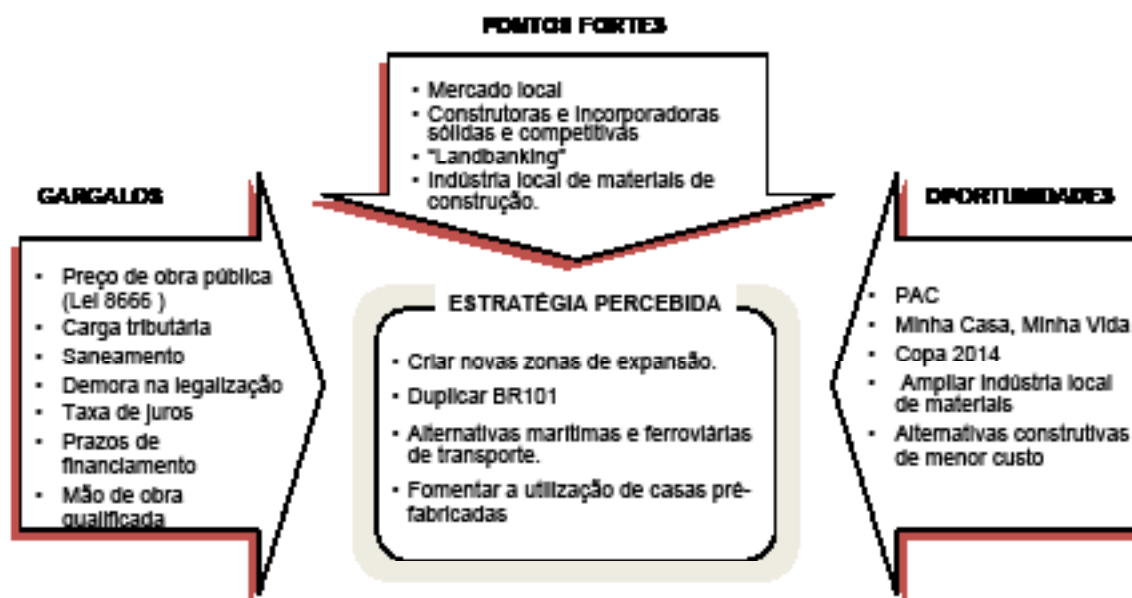 PONTOS FORTES
• Mercado local
• Construtoras e incorporadoras
sólidas e competitivas
• "Landbanking"
• Indústria local de materiais de
construção.
GARGALOS
• Preço de obra pública
(Lei 8666 )
• Carga tributária
• Saneamento
• Demora na legalização
• Taxa de juros
• Prazos de
financiamento
• Mão de obra
qualificada
ESTRATÉGIA PERCEBIDA
• Criar novas zonas de expansão.
• Duplicar BR101
• Alternativas marítimas e ferroviárias
de transporte.
• Fomentar a utilização de casas pré-
fabricadas
OPORTUNIDADES
• PAC
• Minha Casa, Minha Vida
• Copa 2014
• Ampliar indústria local
de materiais
• Alternativas construtivas
de menor custo